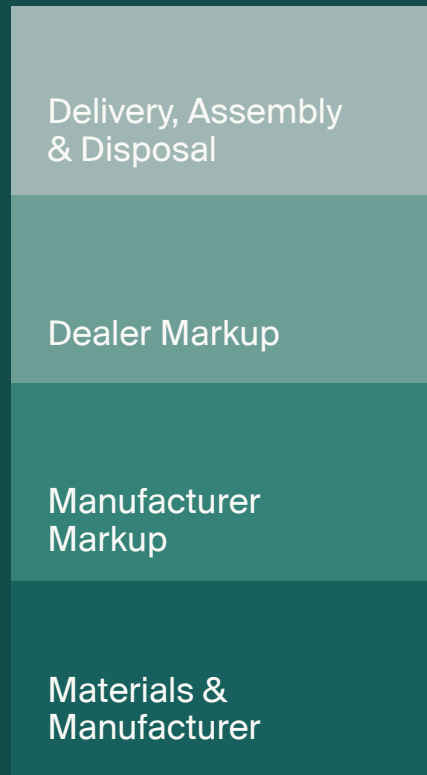 Delivery, Assembly
& Disposal
Dealer Markup
Manufacturer
Markup
Materials &
Manufacturer